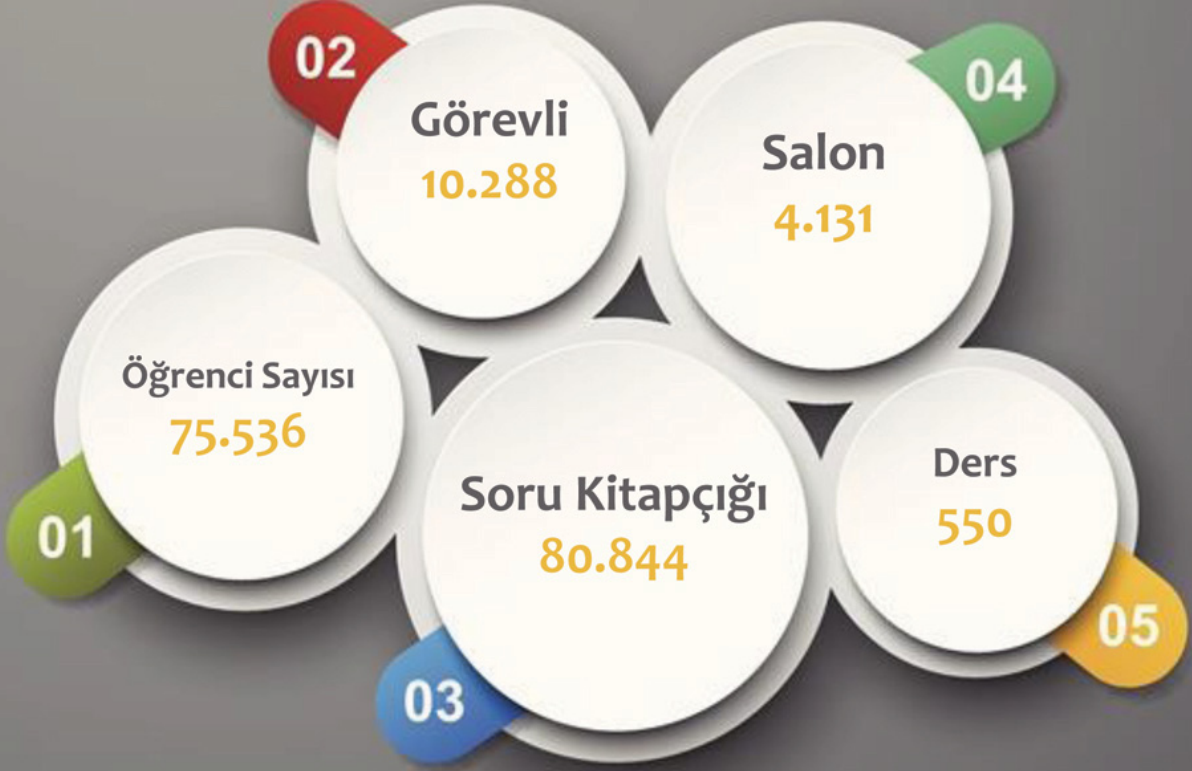 01
Öğrenci Sayısı
75.536
02
Görevli
10.288
03
Soru Kitapçığı
80.844
04
Salon
4.131
05
Ders
550